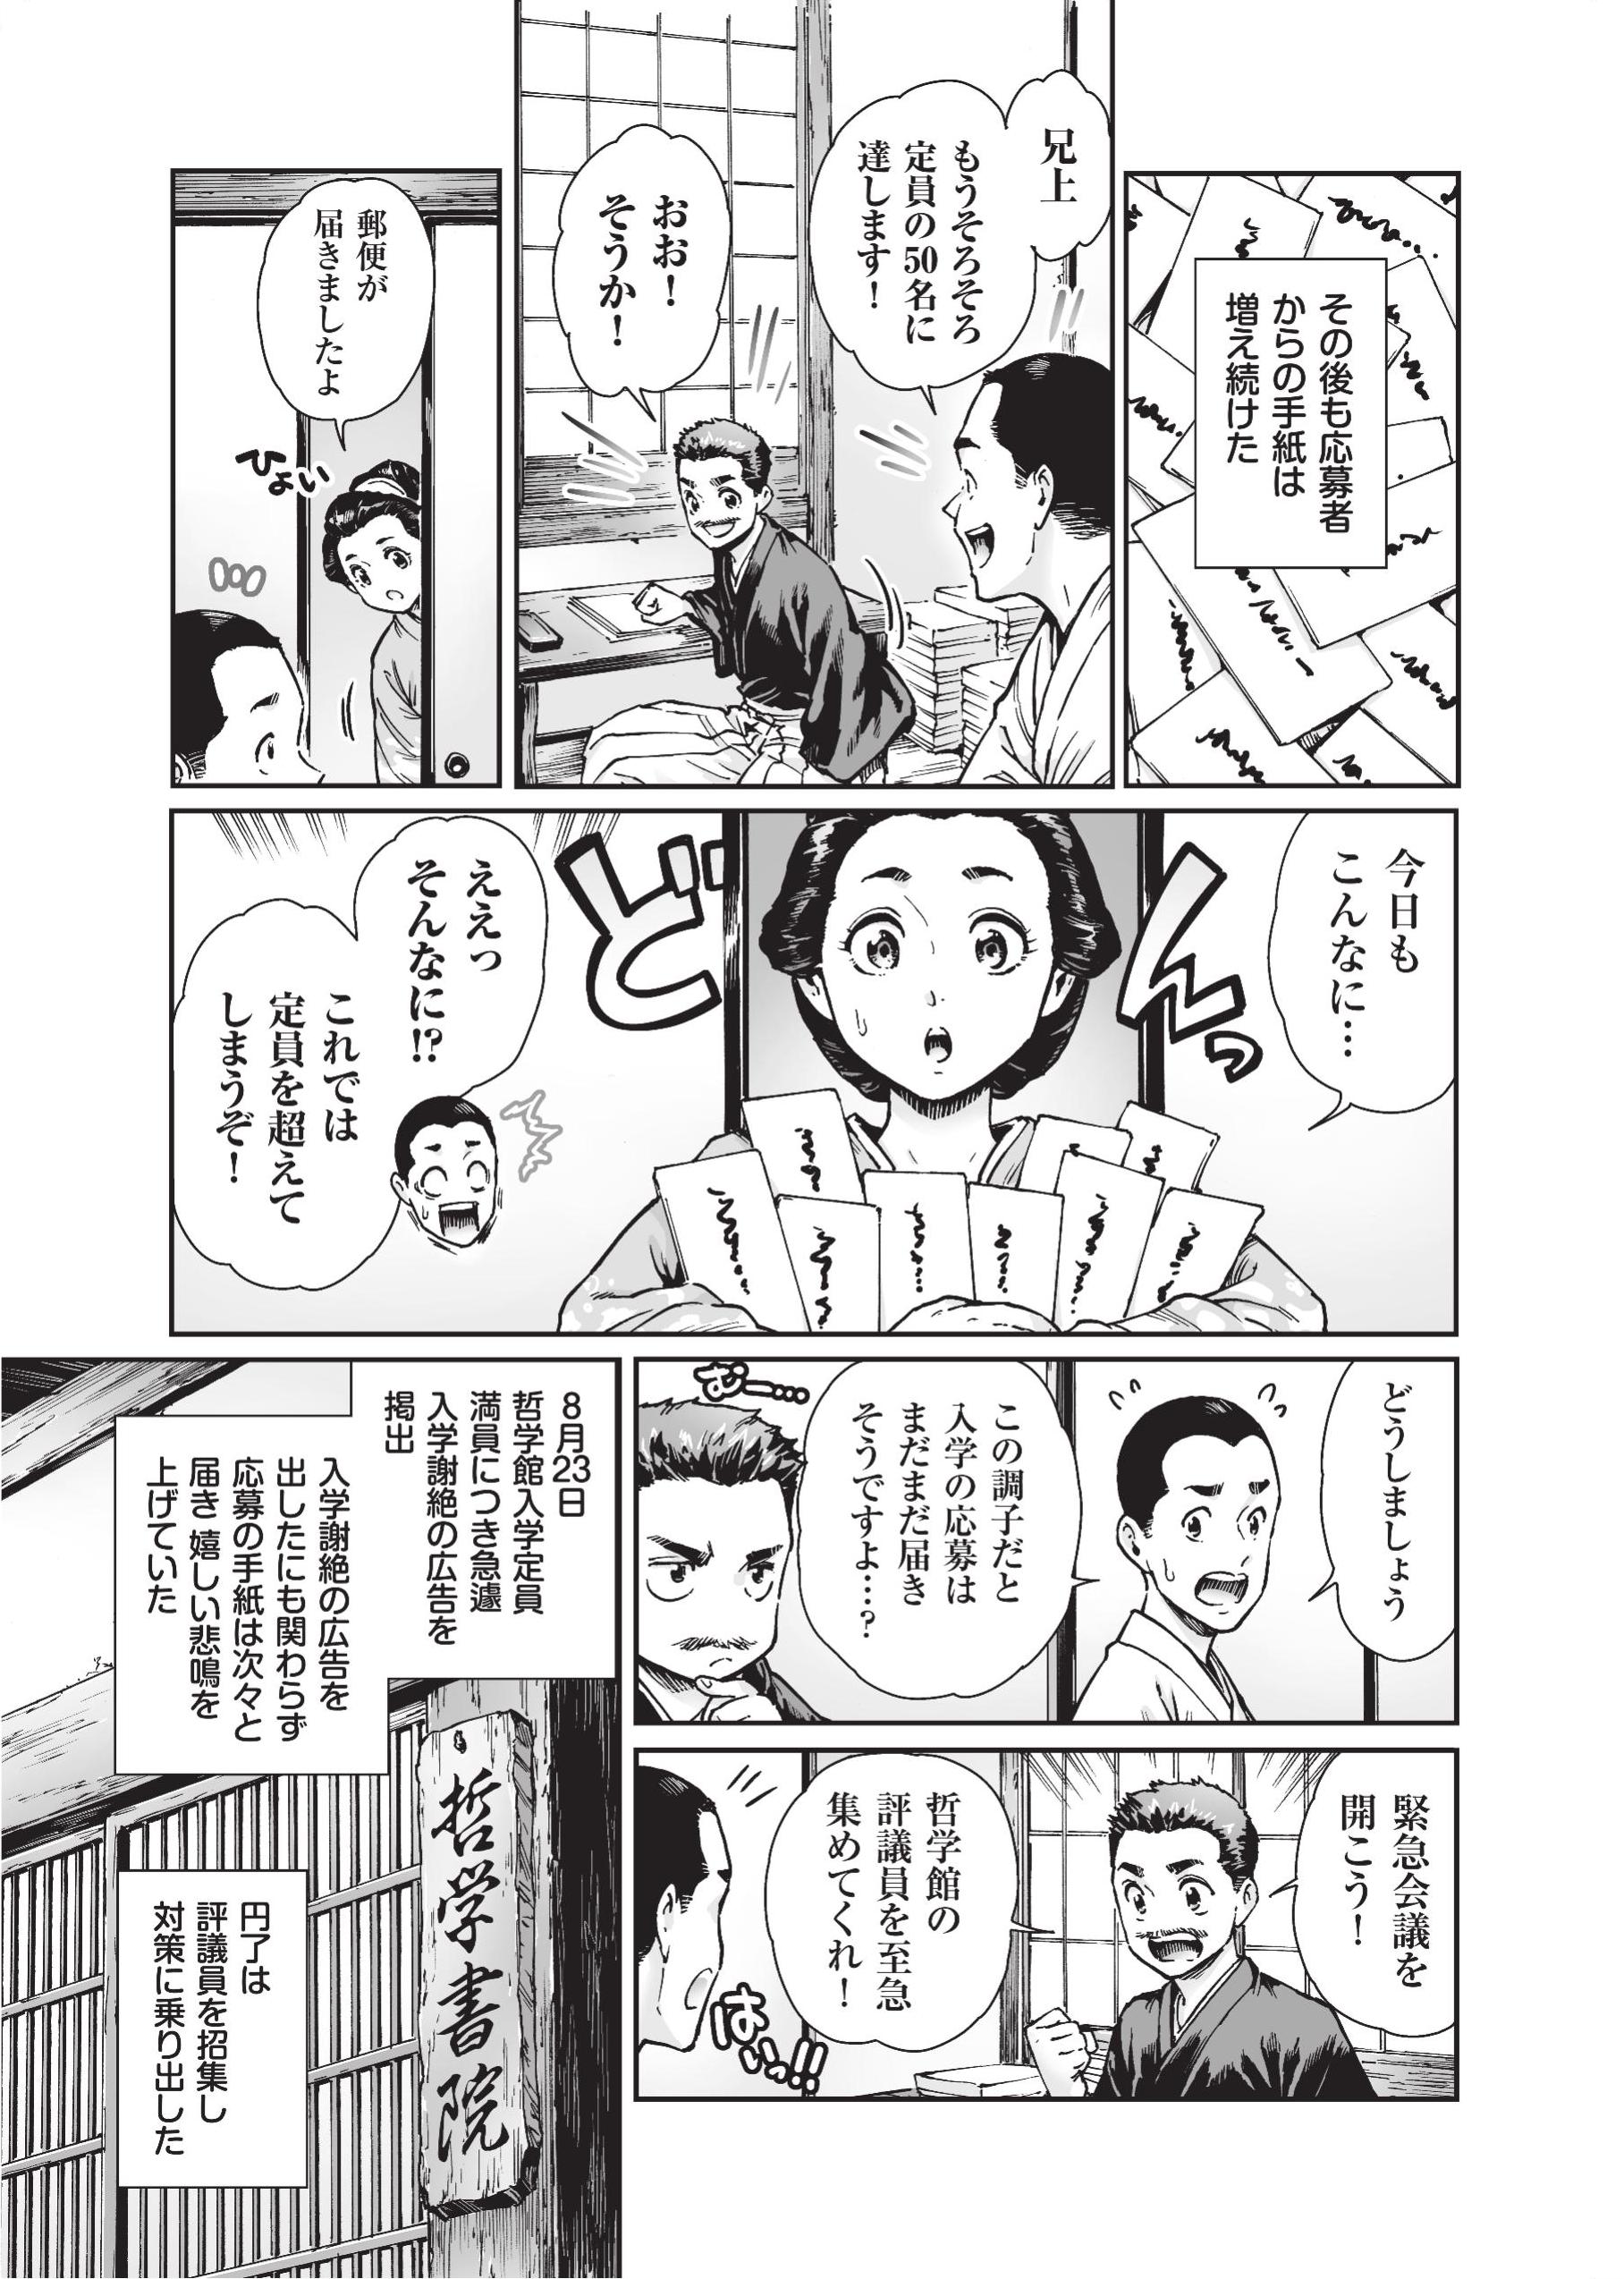 その後も応募者
からの手紙は
増え続けた
兄上
もうそろそろ
定員の50名に
達します！
おお！
そうか！
郵便が
届きましたよ
ひょい
今日も
こんなに…
どんっ
ええっ
そんなに!?
これでは
定員を超えて
しまうぞ！
どうしましょう
この調子だと
入学の応募は
まだまだ届き
そうですよ…？
むー…
緊急会議を
開こう！
哲学館の
評議員を至急
集めてくれ！
はいっ!!
8月23日
哲学館入学定員
満員につき急遽
入学謝絶の広告を
掲出
入学謝絶の広告を
出したにも関わらず
応募の手紙は次々と
届き 嬉しい悲鳴を
上げていた
哲学書院
円了は
評議員を招集し
対策に乗り出した